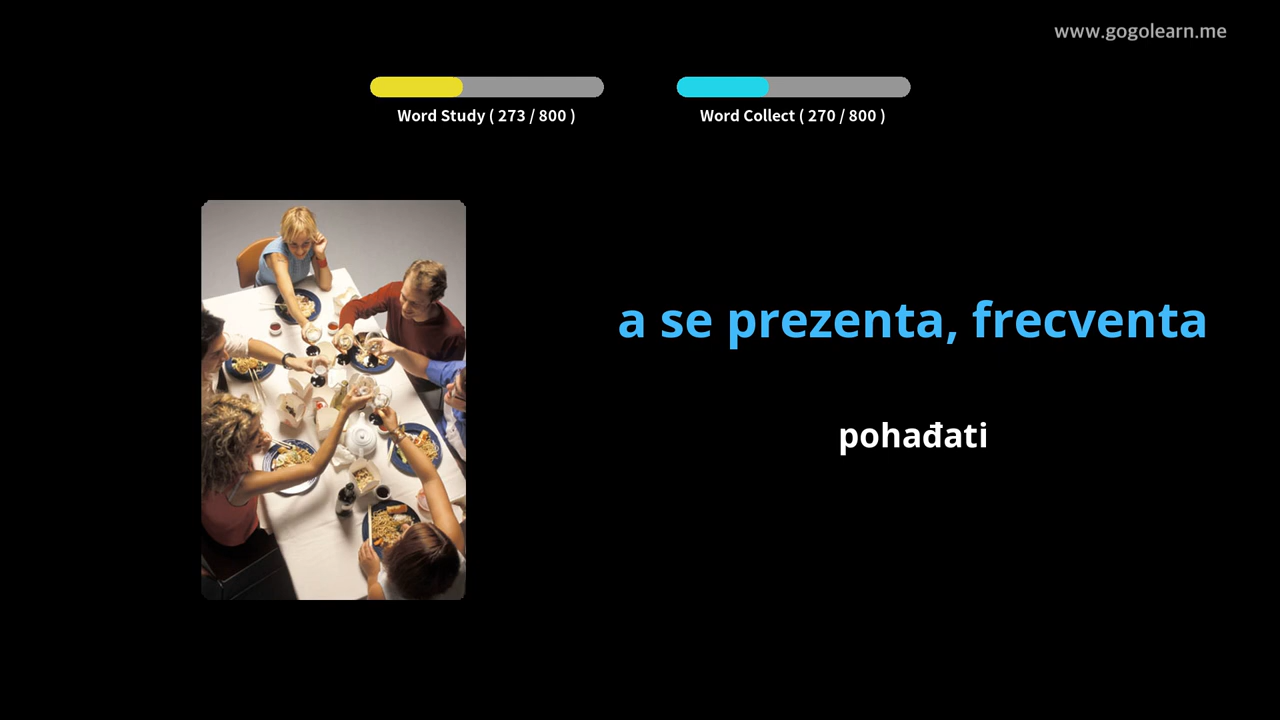 www.gogolearn.me
Word Study ( 273 / 800 )
Word Collect ( 270 / 800 )
a se prezenta, frecventa
pohađati